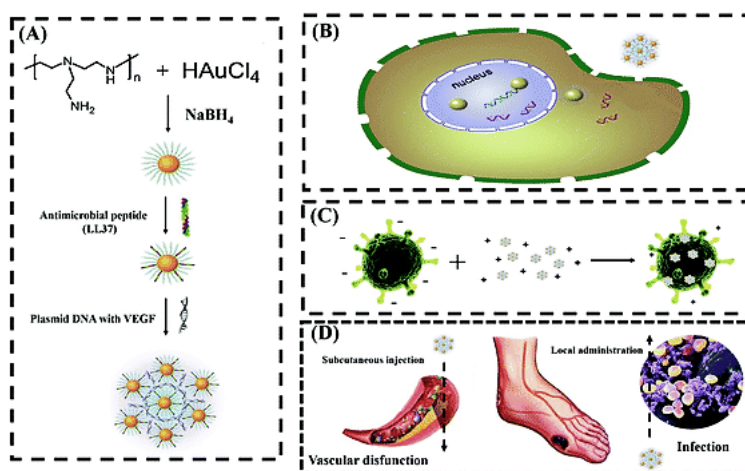 (A)
n
+ HAuCl4
NH2
NaBH4
Antimicrobial peptide
(LL37)
Plasmid DNA with VEGF
(B)
nucleus
(C)
(D)
Subcutaneous injection
Vascular disfunction
Local administration
Infection